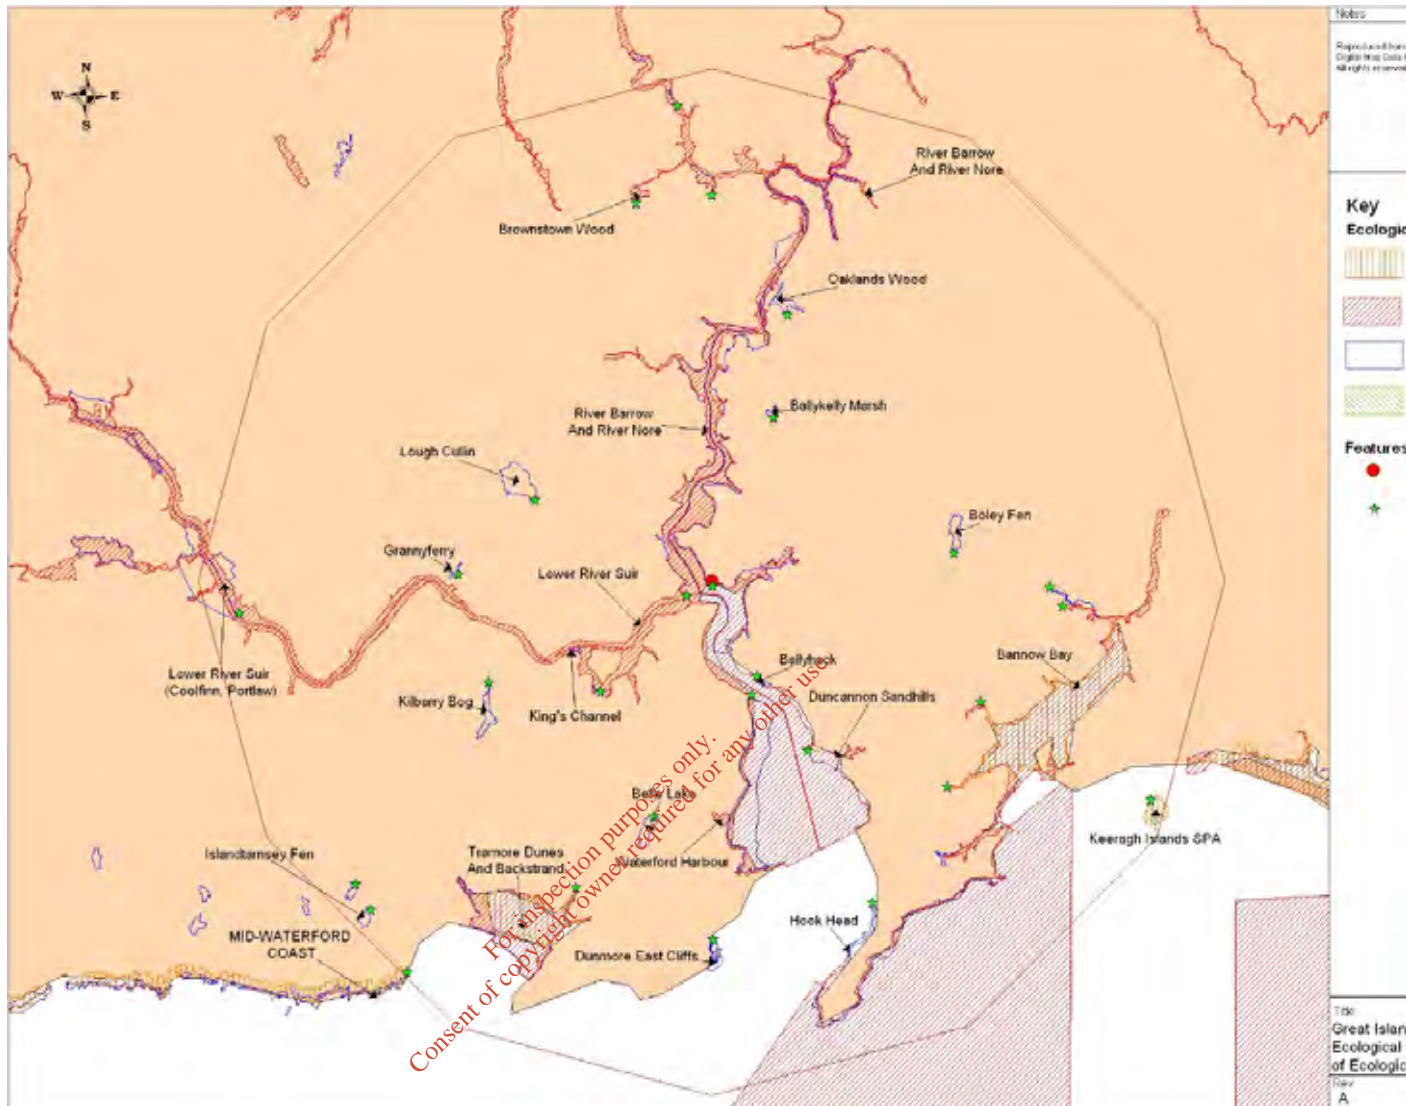 Notes
N
W
E
S
River Barrow
And River Nore
Brownstown Wood
Oaklands Wood
River Barrow
And River Nore
Ballykelly Marsh
Lough Cullin
Boley Fen
Grannyferry
Lower River Suir
Lower River Suir
(Coolfinn, Portlaw)
Kilbarry Bog
King's Channel
Ballyhack
Duncannon Sandhills
Bannow Bay
Belle Lake
Waterford Harbour
Keeragh Islands SPA
Islandtarnsey Fen
Tramore Dunes
And Backstrand
MID-WATERFORD
COAST
Dunmore East Cliffs
Hook Head
For inspection purposes only.
Consent of copyright owner required for any other use.
Key
Ecologic
Features
Title
Great Islan
Ecological
of Ecologic
Rev
A